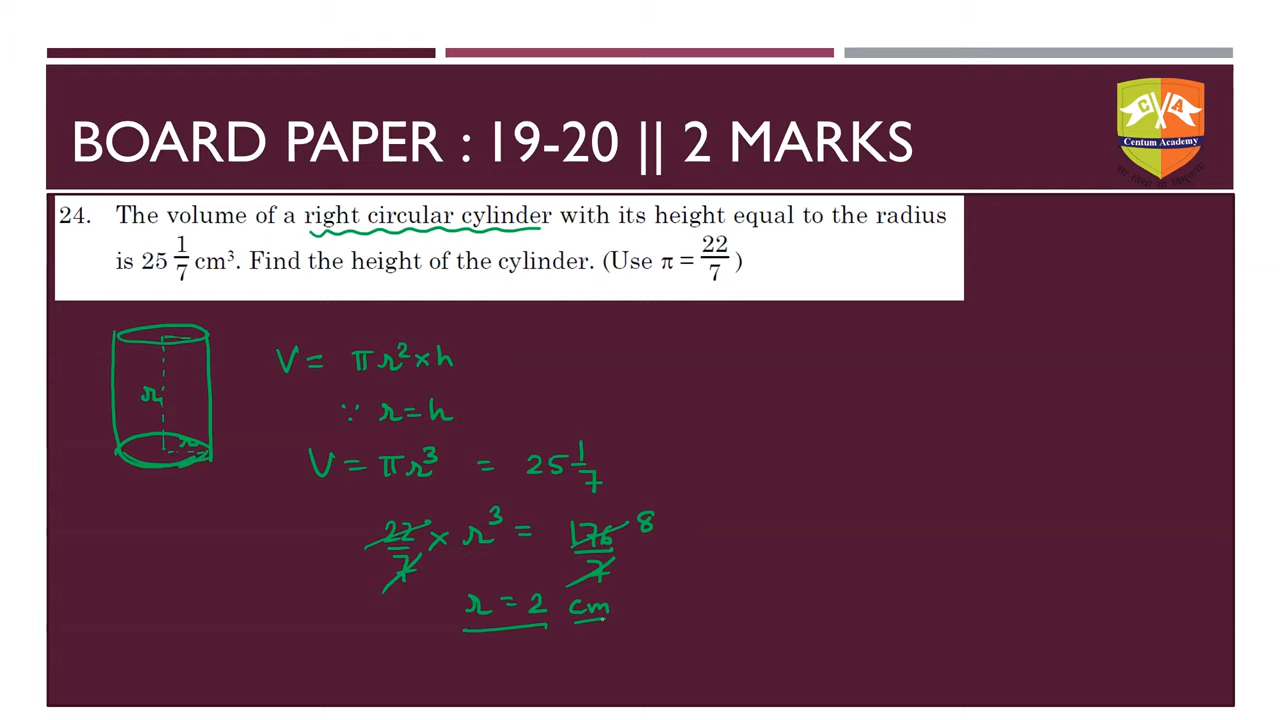 BOARD PAPER : 19-20 || 2 MARKS
C A
Centum Academy
24. The volume of a right circular cylinder with its height equal to the radius
is 25 1/7 cm³. Find the height of the cylinder. (Use π = 22/7 )
r
r
V = πr² × h
∵ r = h
V = πr³ = 25 1/7
22/7 × r³ = 176/7 8
r = 2 cm